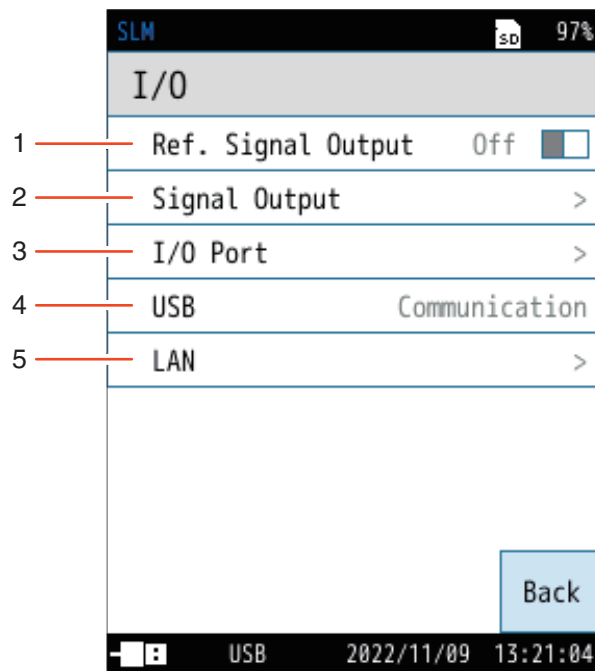 SLM SD 97%
I/O
1 Ref. Signal Output Off
2 Signal Output >
3 I/O Port >
4 USB Communication
5 LAN >
Back
USB 2022/11/09 13:21:04